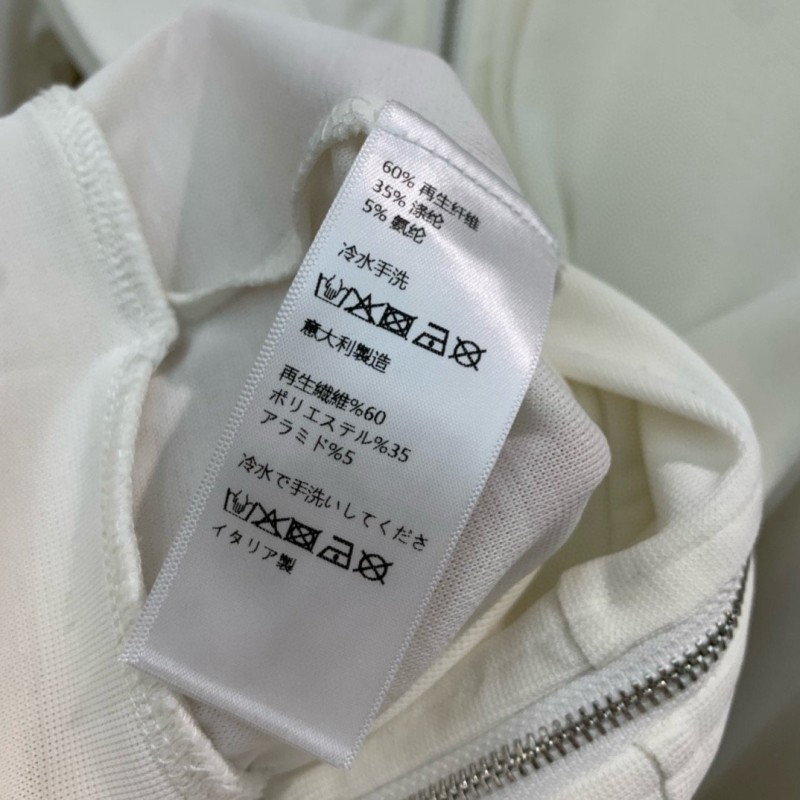 60% 再生纤维
35% 涤纶
5% 氨纶
冷水手洗
意大利製造
再生繊維%60
ポリエステル%35
アラミド%5
冷水で手洗いしてくださ
イタリア製